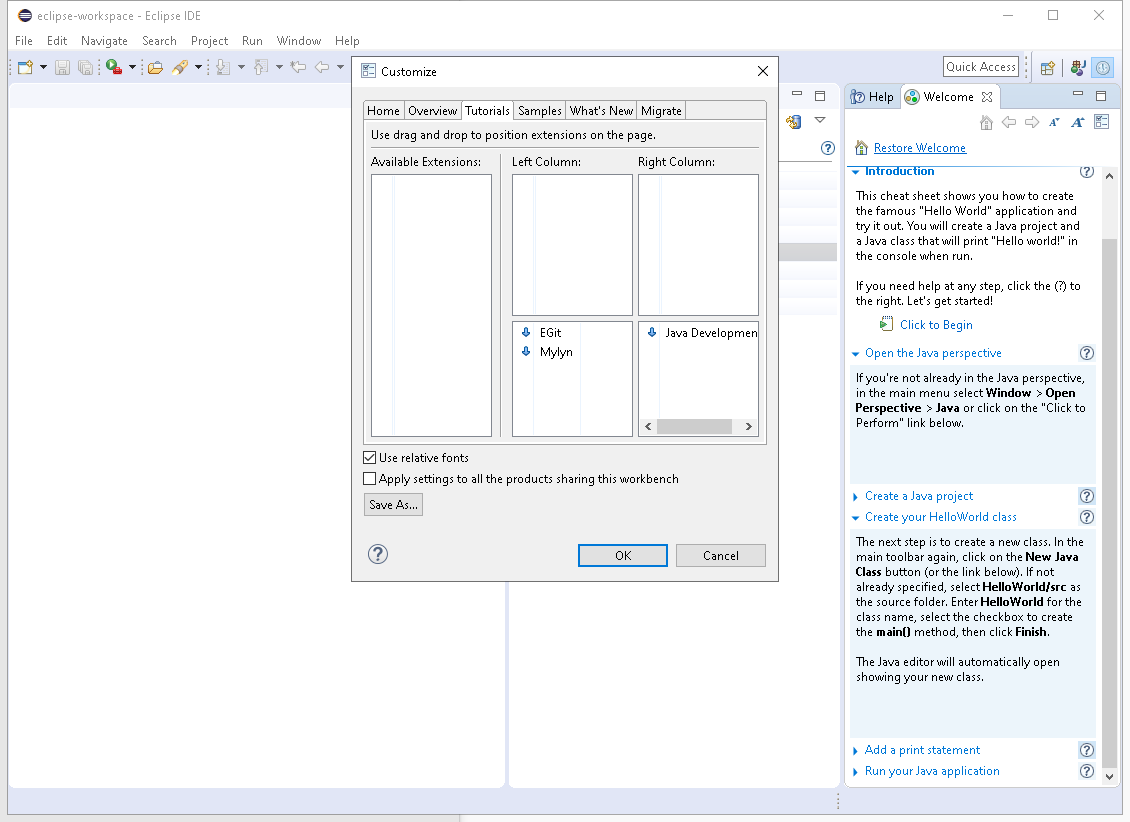 eclipse-workspace - Eclipse IDE
File Edit Navigate Search Project Run Window Help
Quick Access
Customize
Home Overview Tutorials Samples What's New Migrate
Use drag and drop to position extensions on the page.
Available Extensions: Left Column: Right Column:
EGit
Mylyn
Java Developmen
Use relative fonts
Apply settings to all the products sharing this workbench
Save As...
OK Cancel
Help Welcome
Restore Welcome
Introduction
This cheat sheet shows you how to create
the famous "Hello World" application and
try it out. You will create a Java project and
a Java class that will print "Hello world!" in
the console when run.
If you need help at any step, click the (?) to
the right. Let's get started!
Click to Begin
Open the Java perspective
If you're not already in the Java perspective,
in the main menu select Window > Open
Perspective > Java or click on the "Click to
Perform" link below.
Create a Java project
Create your HelloWorld class
The next step is to create a new class. In the
main toolbar again, click on the New Java
Class button (or the link below). If not
already specified, select HelloWorld/src as
the source folder. Enter HelloWorld for the
class name, select the checkbox to create
the main() method, then click Finish.
The Java editor will automatically open
showing your new class.
Add a print statement
Run your Java application